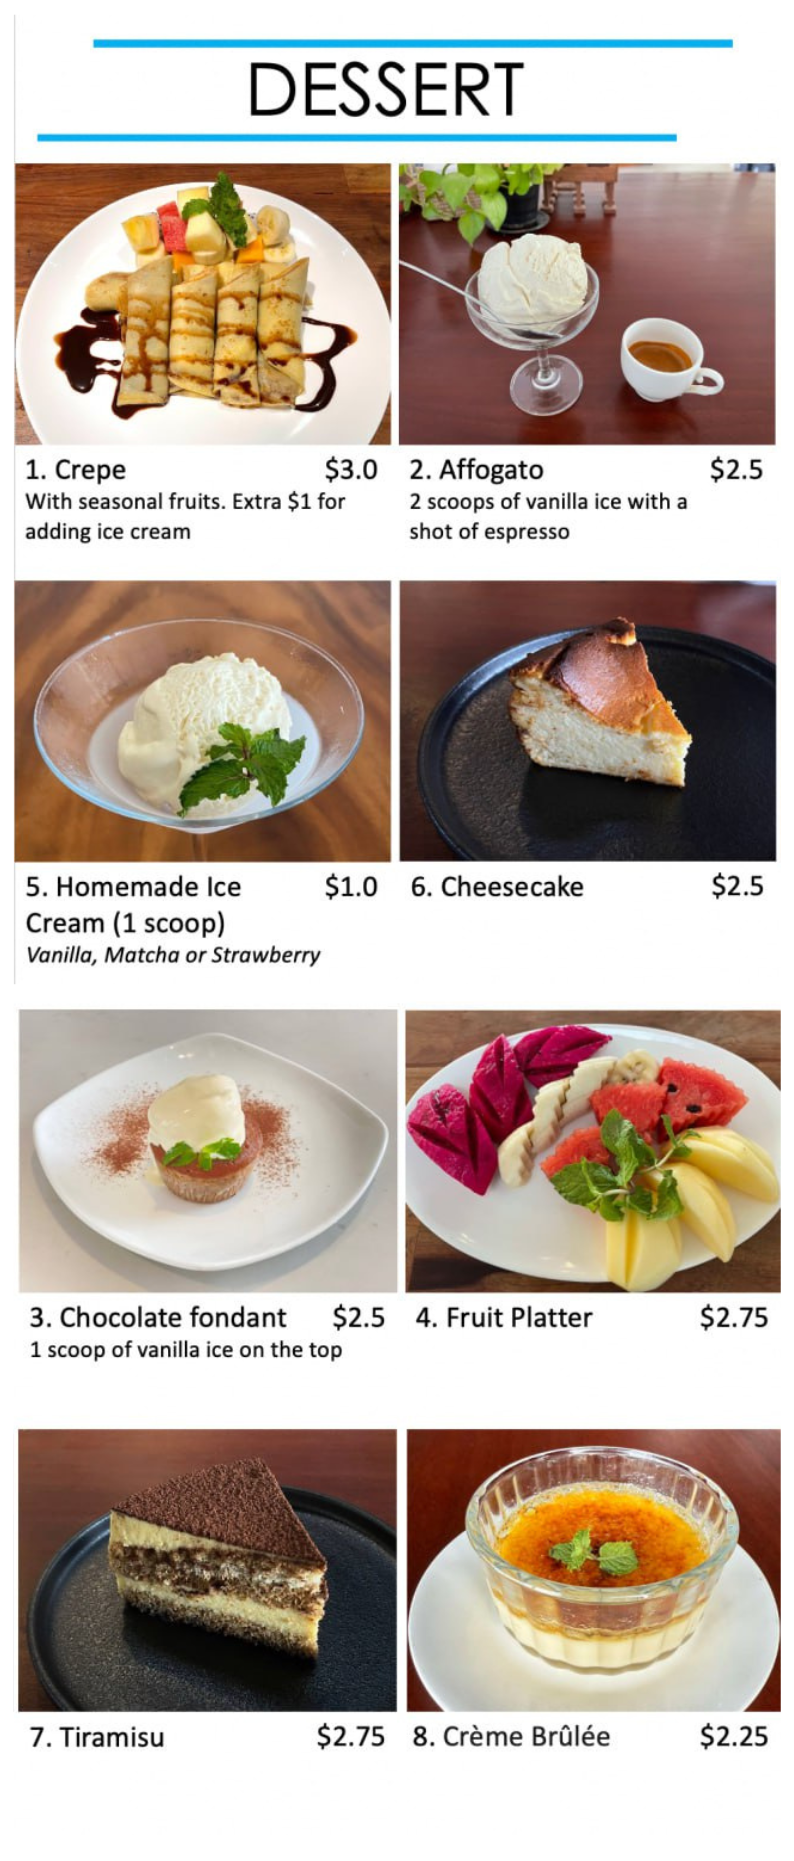 DESSERT
1. Crepe $3.0
With seasonal fruits. Extra $1 for
adding ice cream
2. Affogato $2.5
2 scoops of vanilla ice with a
shot of espresso
5. Homemade Ice $1.0
Cream (1 scoop)
Vanilla, Matcha or Strawberry
6. Cheesecake $2.5
3. Chocolate fondant $2.5
1 scoop of vanilla ice on the top
4. Fruit Platter $2.75
7. Tiramisu $2.75
8. Crème Brûlée $2.25